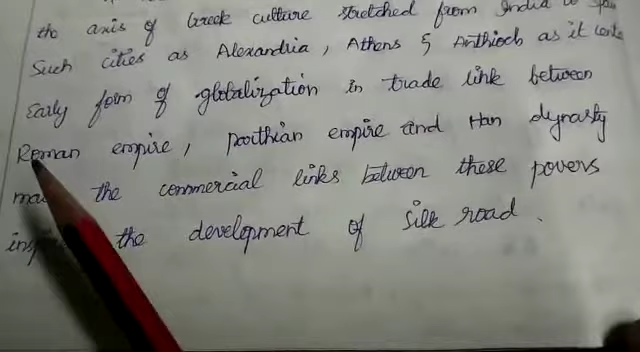 the axis of Greek culture stretched from India to
Such cities as Alexandria, Athens & Anthioch as it
Early form of globalization in trade link between
Roman empire, Parthian empire and Han dynasty
the commercial links between these povers
the development of silk road.